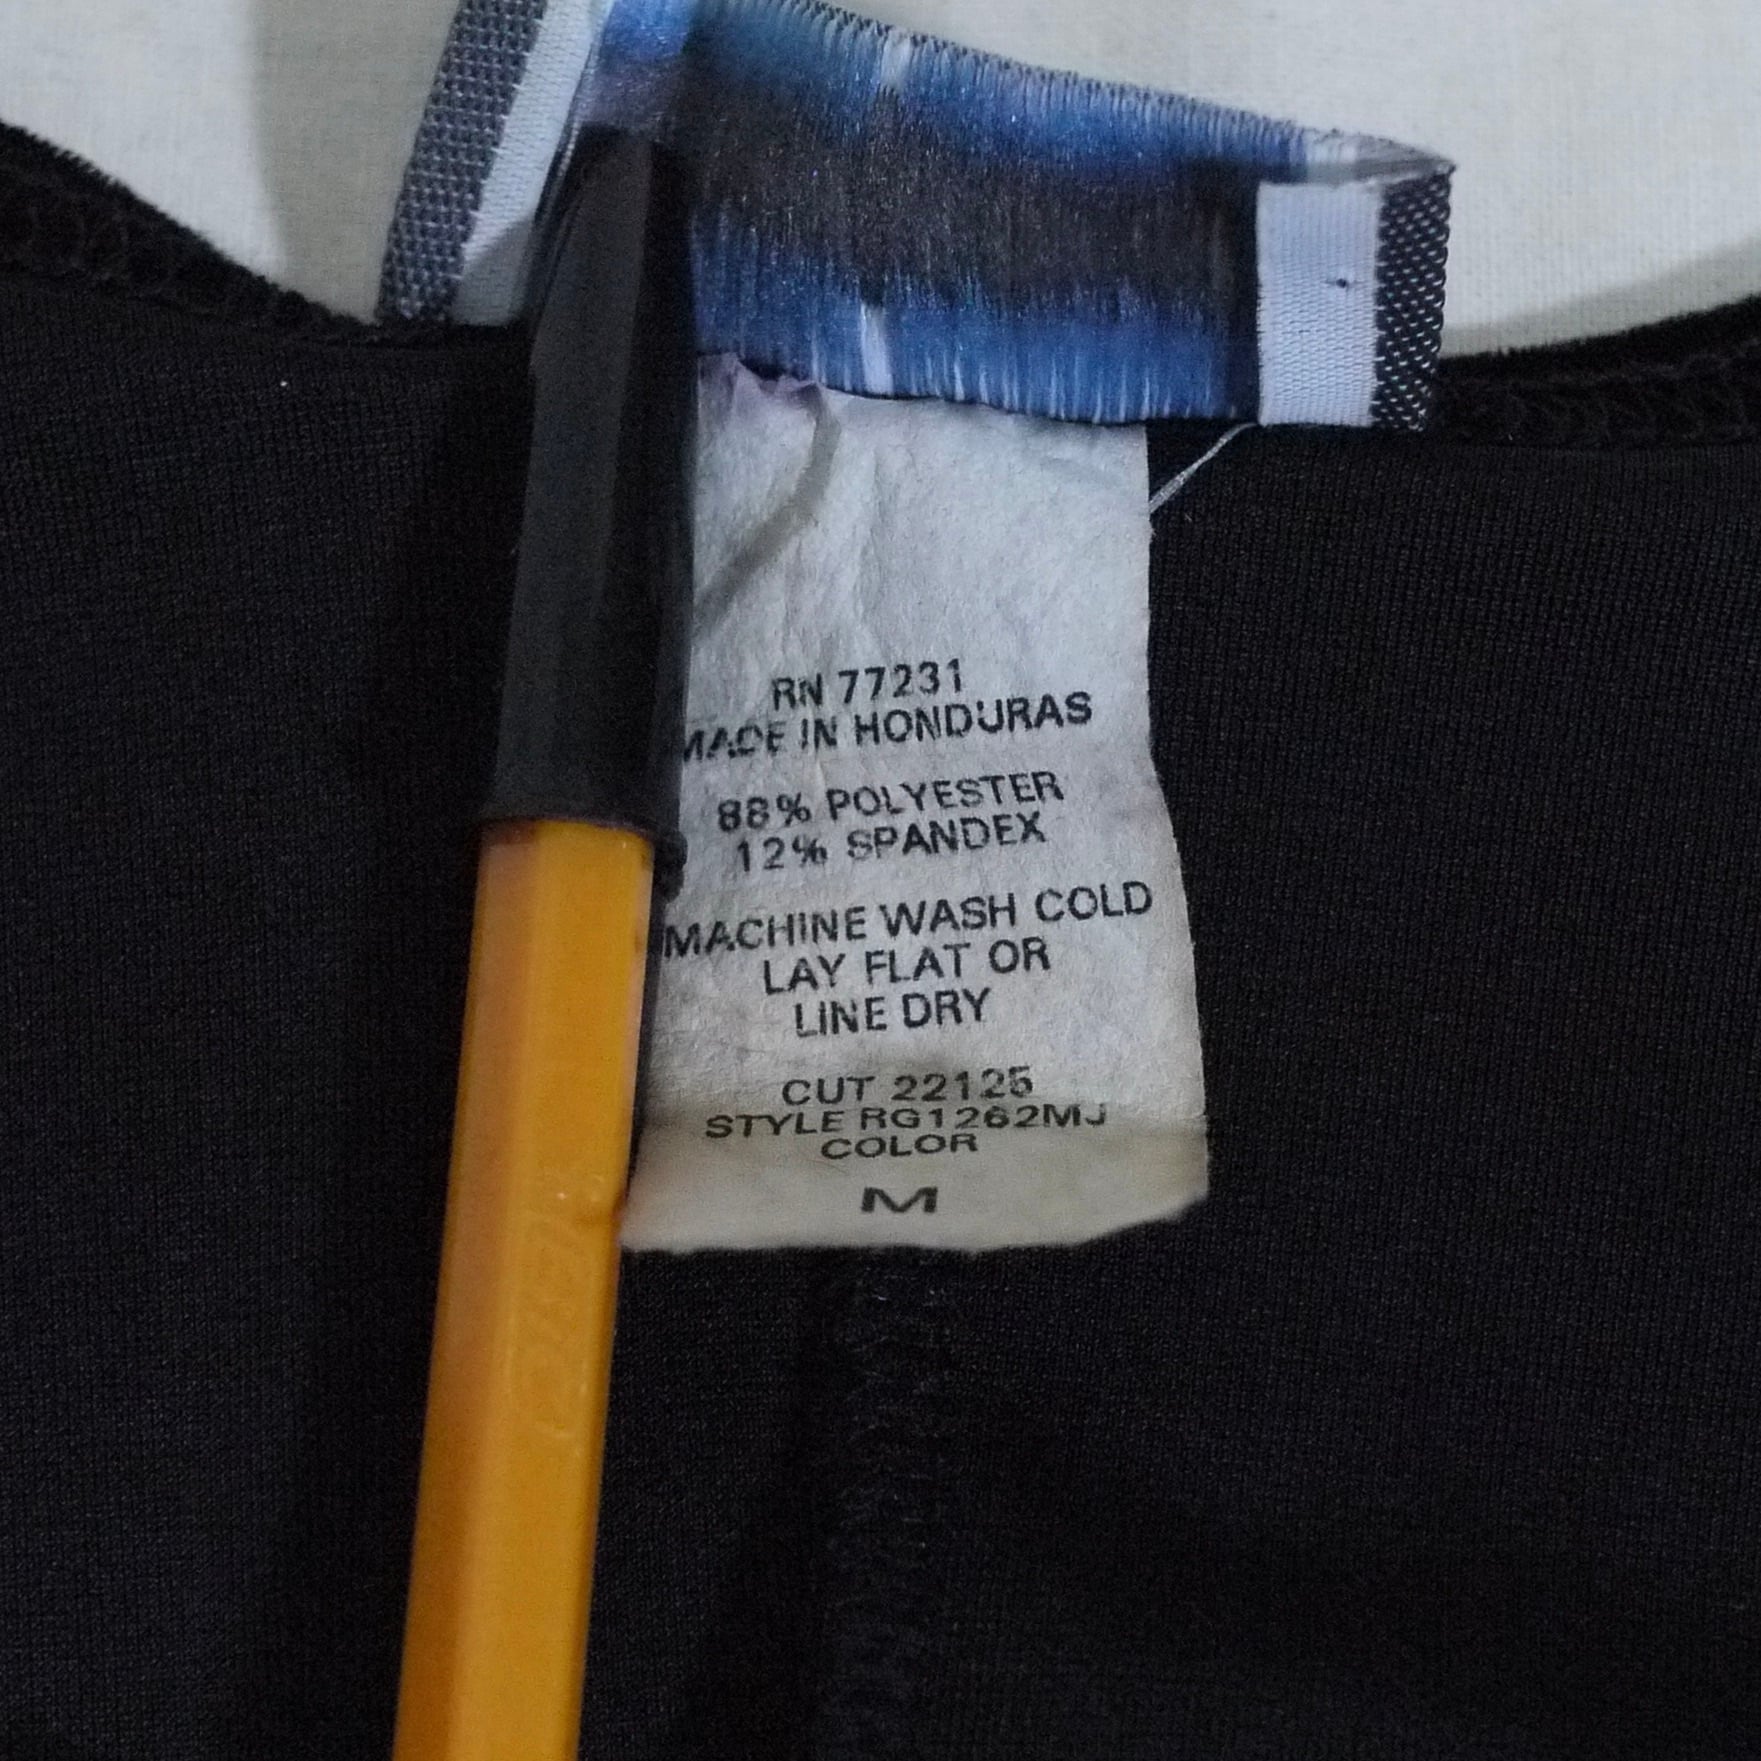 RN 77231
MADE IN HONDURAS
88% POLYESTER
12% SPANDEX
MACHINE WASH COLD
LAY FLAT OR
LINE DRY
CUT 22125
STYLE RG1262MJ
COLOR
M